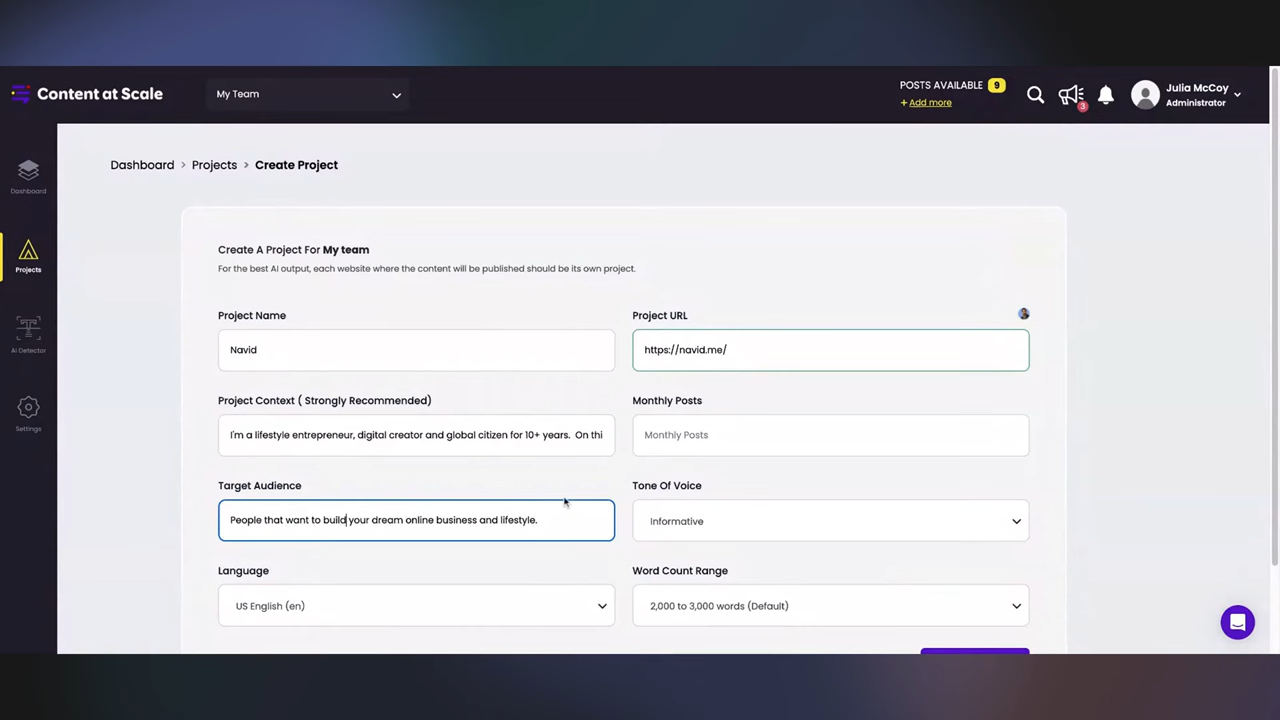 Content at Scale
My Team
POSTS AVAILABLE 9
+ Add more
3
Julia McCoy
Administrator
Dashboard
Projects
AI Detector
Settings
Dashboard > Projects > Create Project
Create A Project For My team
For the best AI output, each website where the content will be published should be its own project.
Project Name
Navid
Project URL
https://navid.me/
Project Context ( Strongly Recommended)
I'm a lifestyle entrepreneur, digital creator and global citizen for 10+ years. On thi
Monthly Posts
Monthly Posts
Target Audience
People that want to build your dream online business and lifestyle.
Tone Of Voice
Informative
Language
US English (en)
Word Count Range
2,000 to 3,000 words (Default)